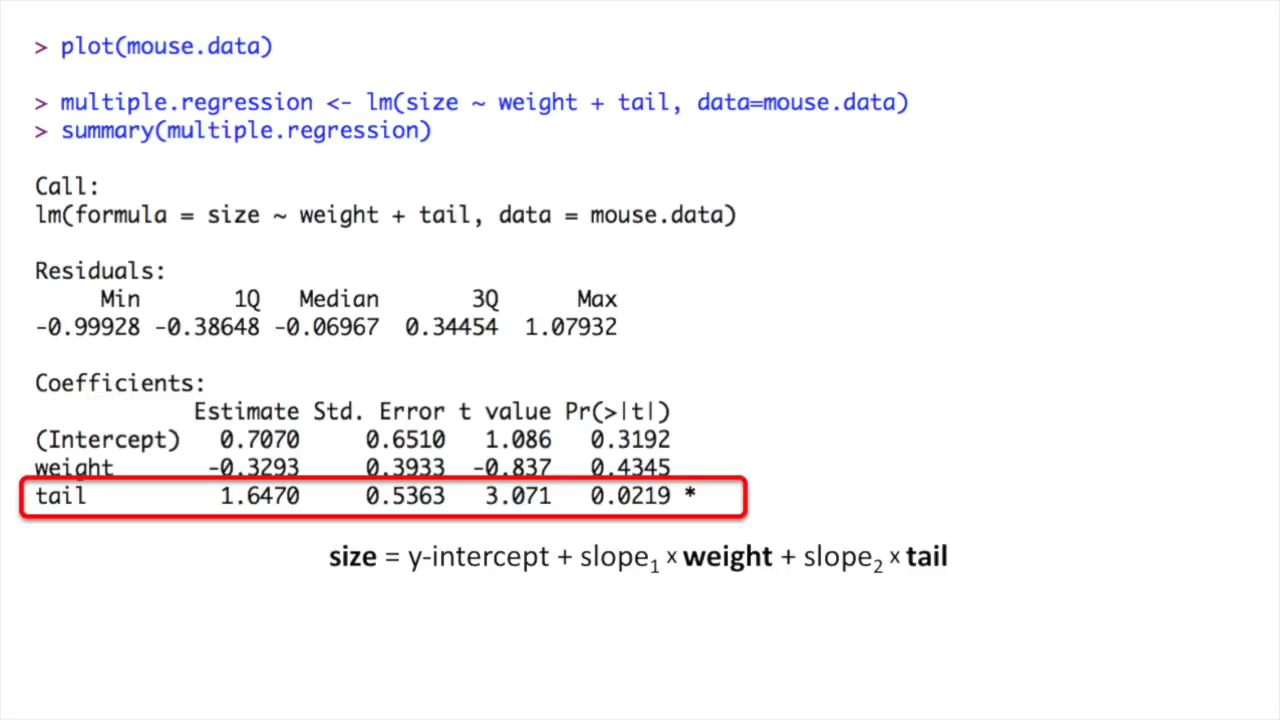 > plot(mouse.data)
> multiple.regression <- lm(size ~ weight + tail, data=mouse.data)
> summary(multiple.regression)
Call:
lm(formula = size ~ weight + tail, data = mouse.data)
Residuals:
Min 1Q Median 3Q Max
-0.99928 -0.38648 -0.06967 0.34454 1.07932
Coefficients:
Estimate Std. Error t value Pr(>|t|)
(Intercept) 0.7070 0.6510 1.086 0.3192
weight -0.3293 0.3933 -0.837 0.4345
tail 1.6470 0.5363 3.071 0.0219 *
size = y-intercept + slope₁ x weight + slope₂ x tail